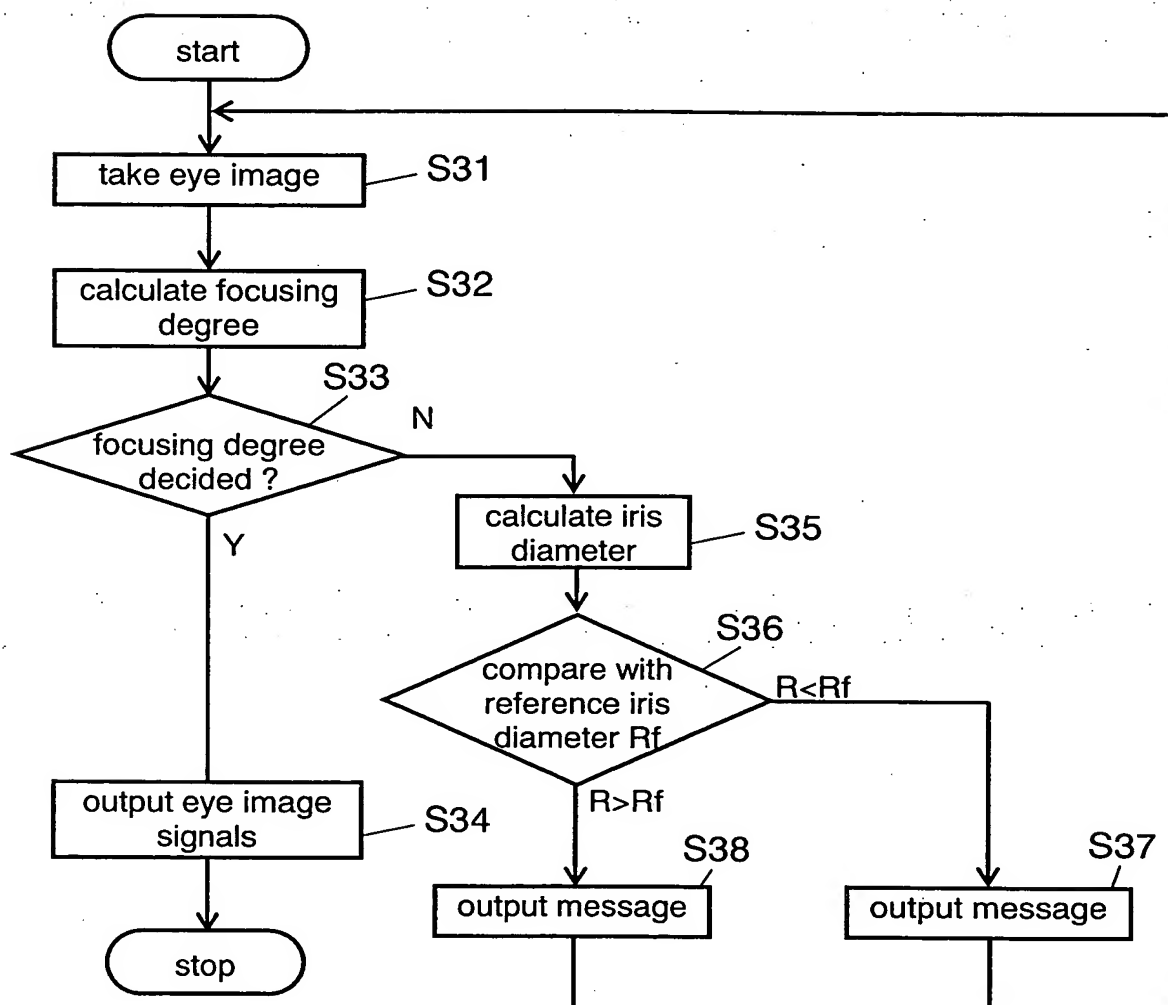 start
take eye image
S31
calculate focusing
degree
S32
S33
focusing degree
decided ?
N
Y
calculate iris
diameter
S35
S36
compare with
reference iris
diameter Rf
R<Rf
R>Rf
output eye image
signals
S34
S38
output message
S37
output message
stop